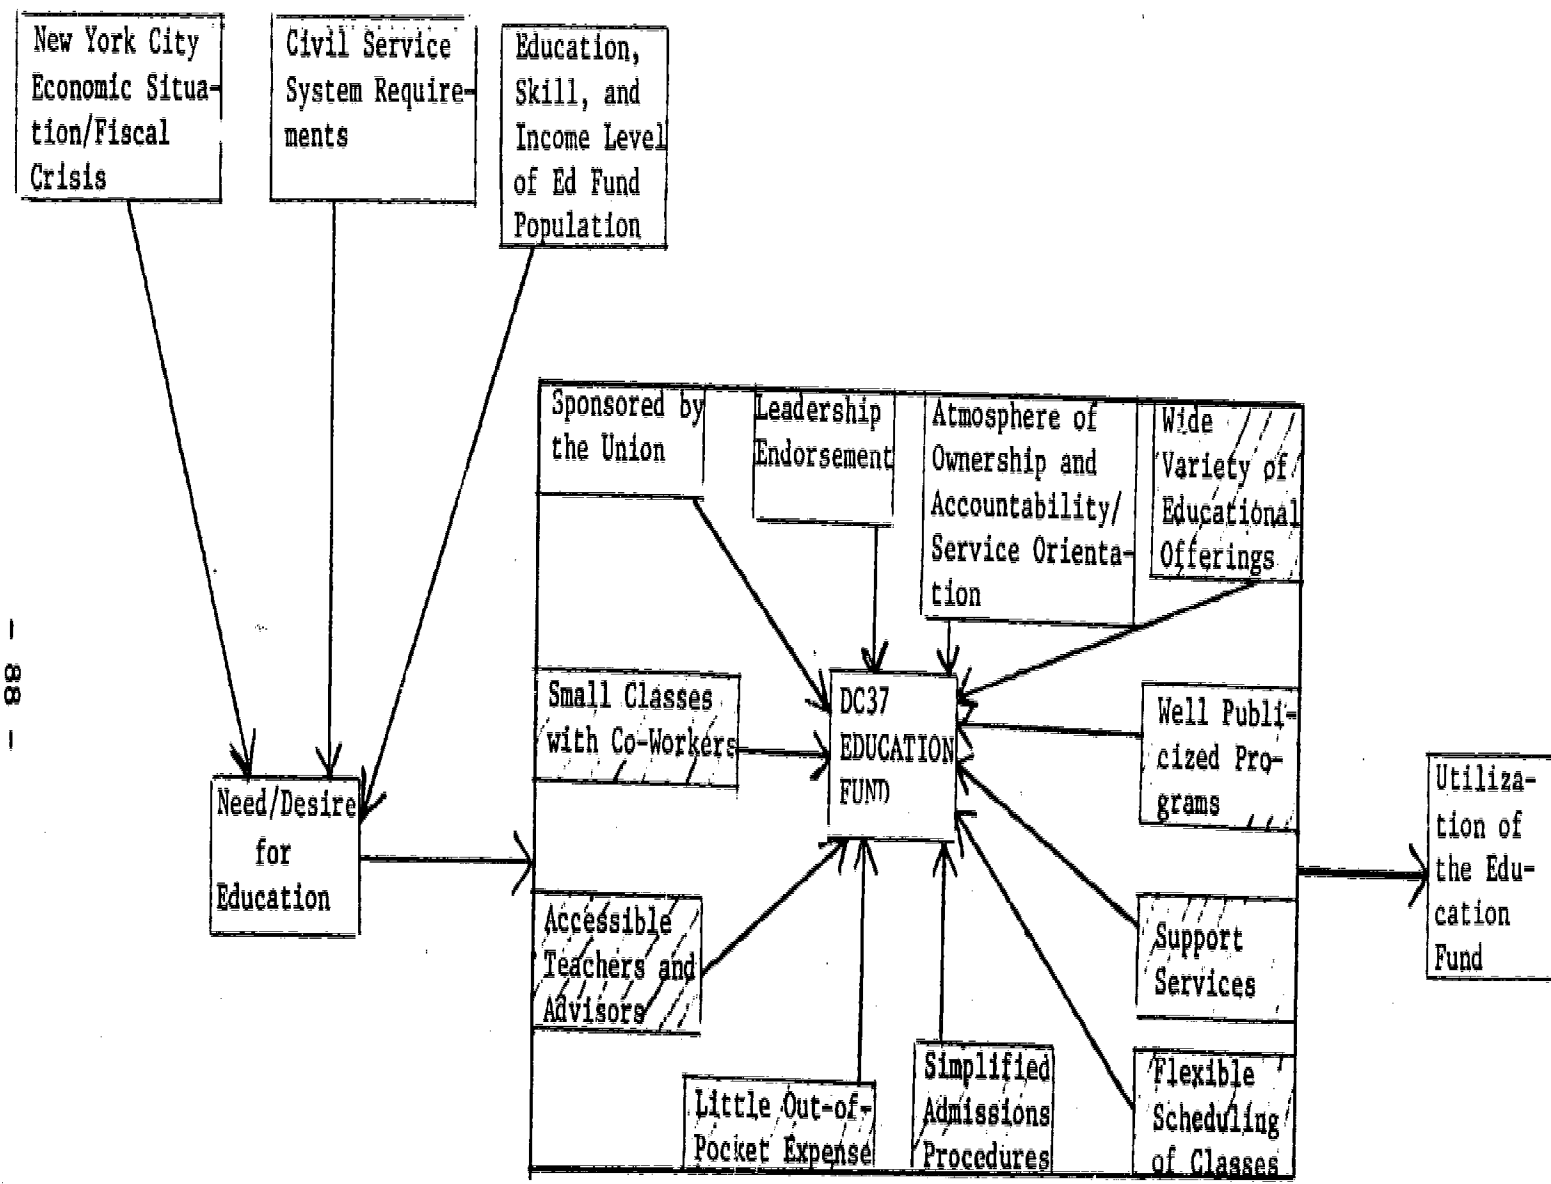 New York City
Economic Situa-
tion/Fiscal
Crisis
Civil Service
System Require-
ments
Education,
Skill, and
Income Level
of Ed Fund
Population
Sponsored by
the Union
Leadership
Endorsement
Atmosphere of
Ownership and
Accountability/
Service Orienta-
tion
Wide
Variety of
Educational
Offerings
Small Classes
with Co-Workers
DC37
EDUCATION
FUND
Well Publi-
cized Pro-
grams
Need/Desire
for
Education
Utiliza-
tion of
the Edu-
cation
Fund
Accessible
Teachers and
Advisors
Support
Services
Little Out-of-
Pocket Expense
Simplified
Admissions
Procedures
Flexible
Scheduling
of Classes
- 88 -